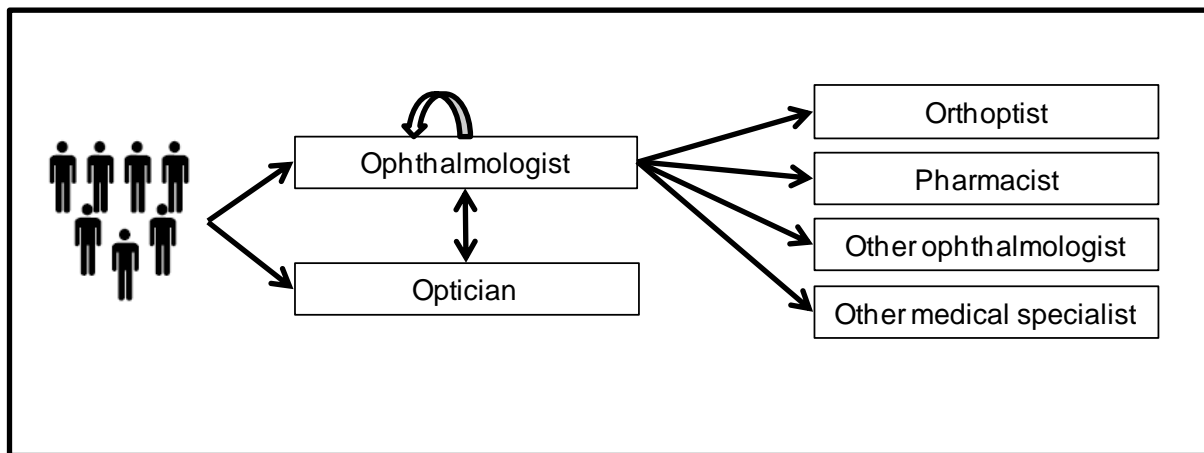 Ophthalmologist
Optician
Orthoptist
Pharmacist
Other ophthalmologist
Other medical specialist